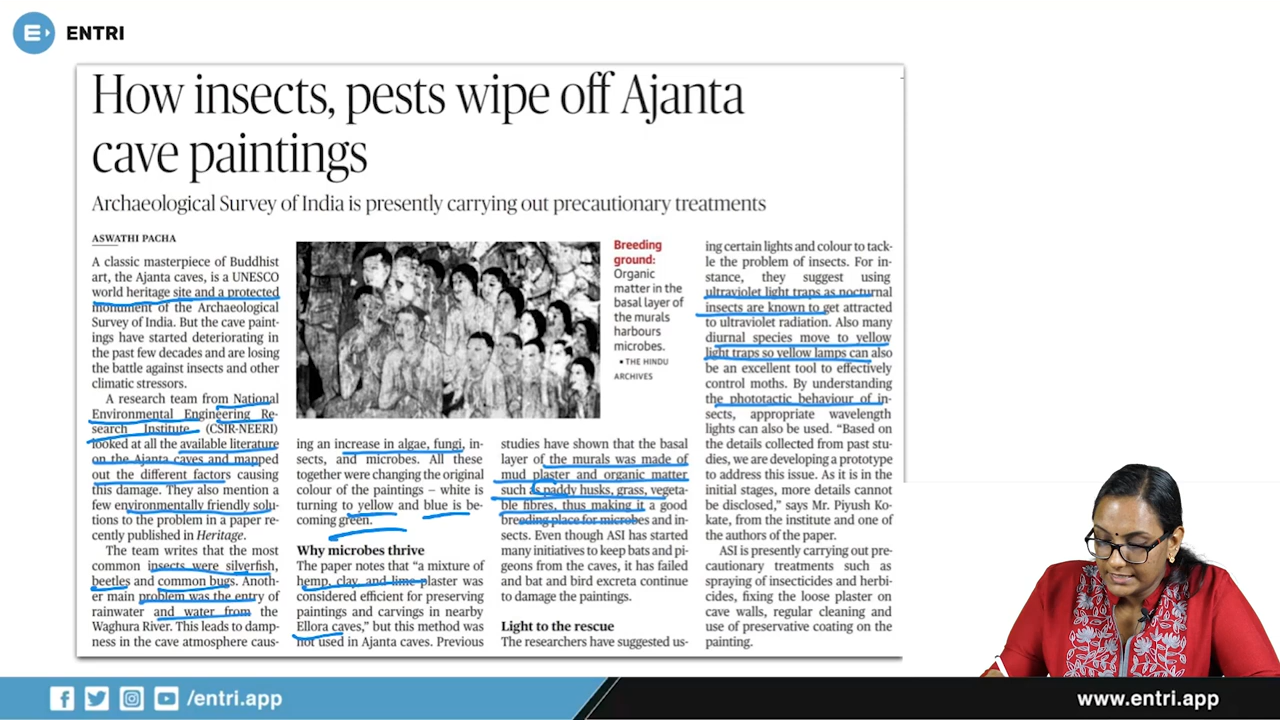 ENTRI
How insects, pests wipe off Ajanta
cave paintings
Archaeological Survey of India is presently carrying out precautionary treatments
ASWATHI PACHA
A classic masterpiece of Buddhist
art, the Ajanta caves, is a UNESCO
world heritage site and a protected
monument of the Archaeological
Survey of India. But the cave paint-
ings have started deteriorating in
the past few decades and are losing
the battle against insects and other
climatic stressors.
A research team from National
Environmental Engineering Re-
search Institute (CSIR-NEERI)
looked at all the available literature
on the Ajanta caves and mapped
out the different factors causing
this damage. They also mention a
few environmentally friendly solu-
tions to the problem in a paper re-
cently published in Heritage.
The team writes that the most
common insects were silverfish,
beetles and common bugs. Anoth-
er main problem was the entry of
rainwater and water from the
Waghura River. This leads to damp-
ness in the cave atmosphere caus-
ing an increase in algae, fungi, in-
sects, and microbes. All these
together were changing the original
colour of the paintings – white is
turning to yellow and blue is be-
coming green.
Why microbes thrive
The paper notes that “a mixture of
hemp, clay, and lime plaster was
considered efficient for preserving
paintings and carvings in nearby
Ellora caves,” but this method was
not used in Ajanta caves. Previous
Breeding
ground:
Organic
matter in the
basal layer of
the murals
harbours
microbes.
• THE HINDU
ARCHIVES
studies have shown that the basal
layer of the murals was made of
mud plaster and organic matter
such as paddy husks, grass, vegeta-
ble fibres, thus making it a good
breeding place for microbes and in-
sects. Even though ASI has started
many initiatives to keep bats and pi-
geons from the caves, it has failed
and bat and bird excreta continue
to damage the paintings.
Light to the rescue
The researchers have suggested us-
ing certain lights and colour to tack-
le the problem of insects. For in-
stance, they suggest using
ultraviolet light traps as nocturnal
insects are known to get attracted
to ultraviolet radiation. Also many
diurnal species move to yellow
light traps so yellow lamps can also
be an excellent tool to effectively
control moths. By understanding
the phototactic behaviour of in-
sects, appropriate wavelength
lights can also be used. “Based on
the details collected from past stu-
dies, we are developing a prototype
to address this issue. As it is in the
initial stages, more details cannot
be disclosed,” says Mr. Piyush Ko-
kate, from the institute and one of
the authors of the paper.
ASI is presently carrying out pre-
cautionary treatments such as
spraying of insecticides and herbi-
cides, fixing the loose plaster on
cave walls, regular cleaning and
use of preservative coating on the
painting.
/entri.app
www.entri.app